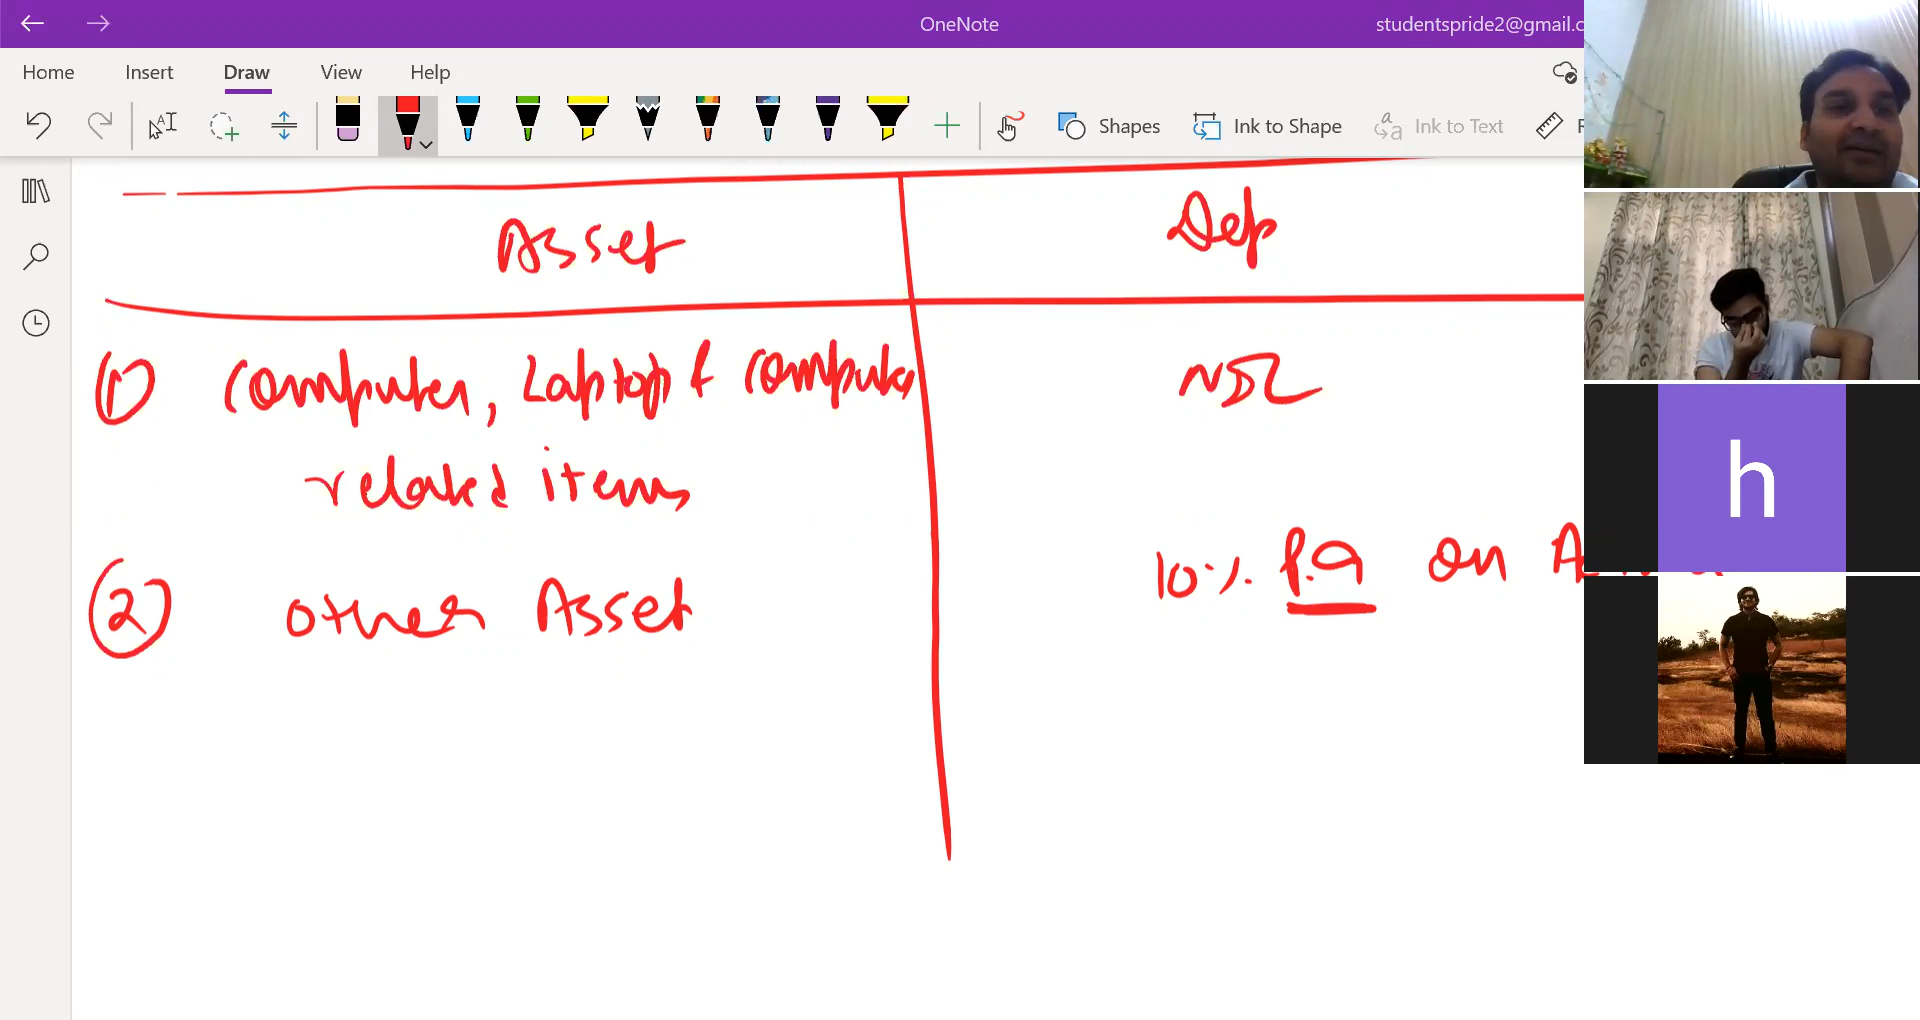 OneNote
studentspride2@gmail.c
Home Insert Draw View Help
Shapes Ink to Shape Ink to Text
Asset Dep
① Computer, Laptop & Computer
related items
NIL
② other Asset
10% P.a on
h